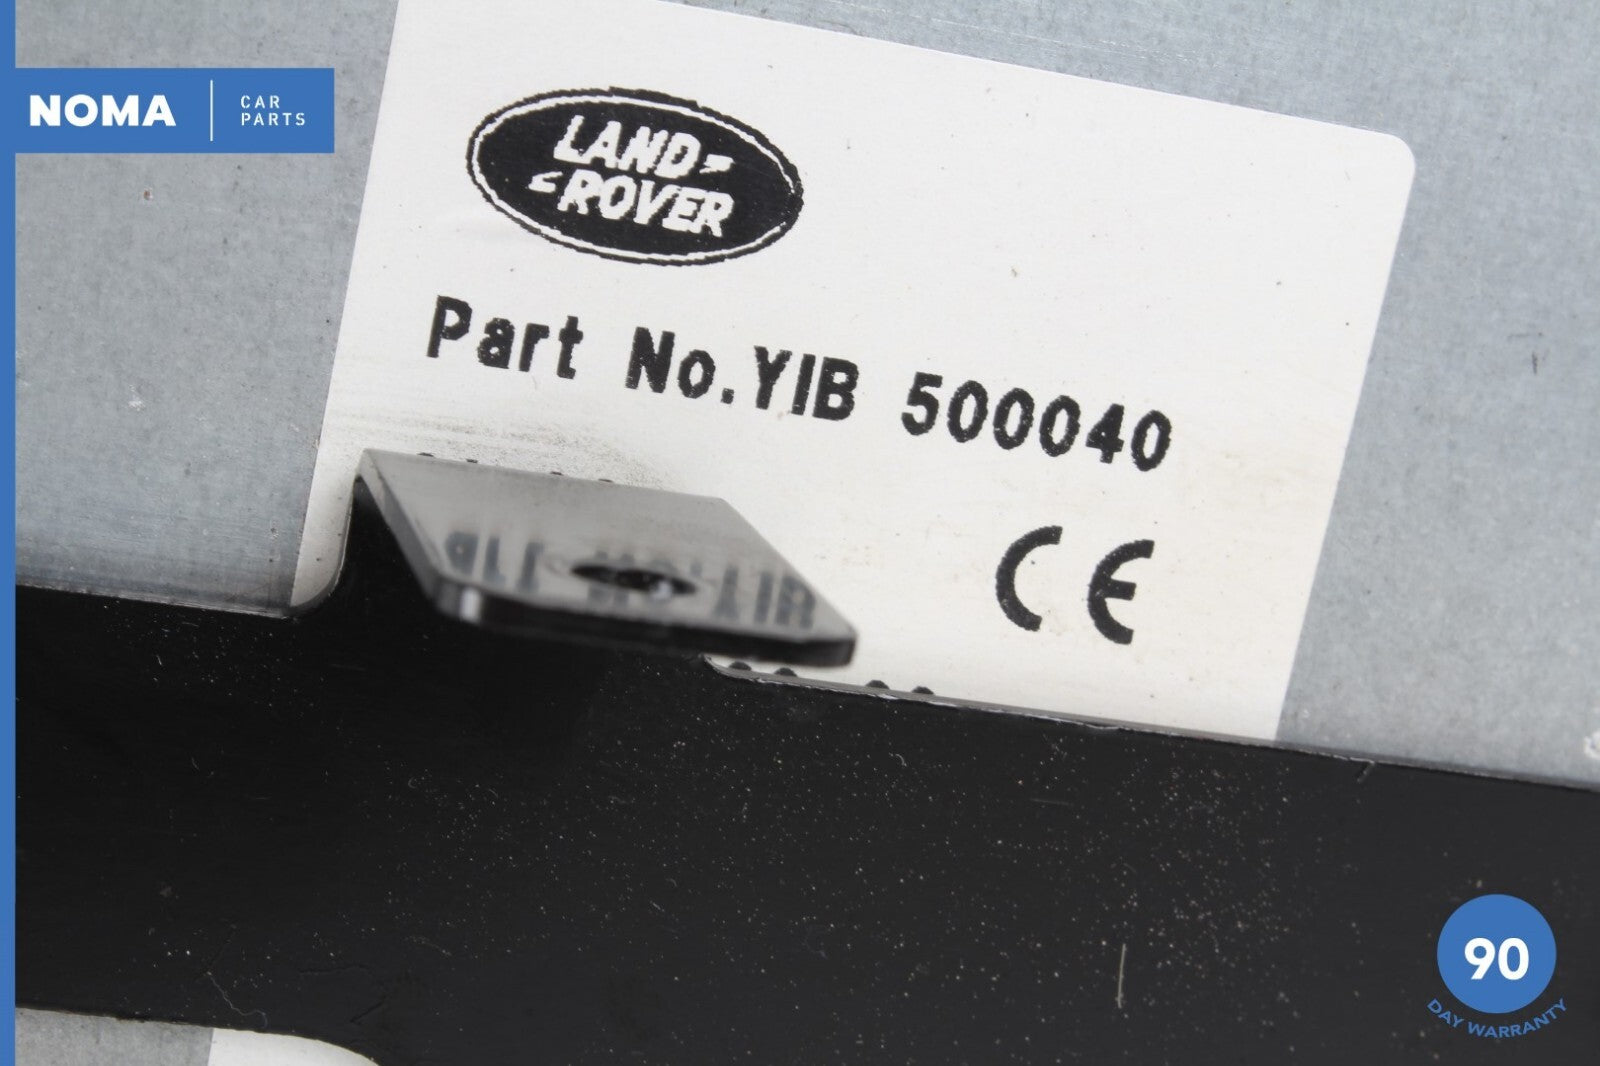 NOMA
CAR
PARTS
LAND
ROVER
Part No.YIB 500040
CE
90
DAY WARRANTY